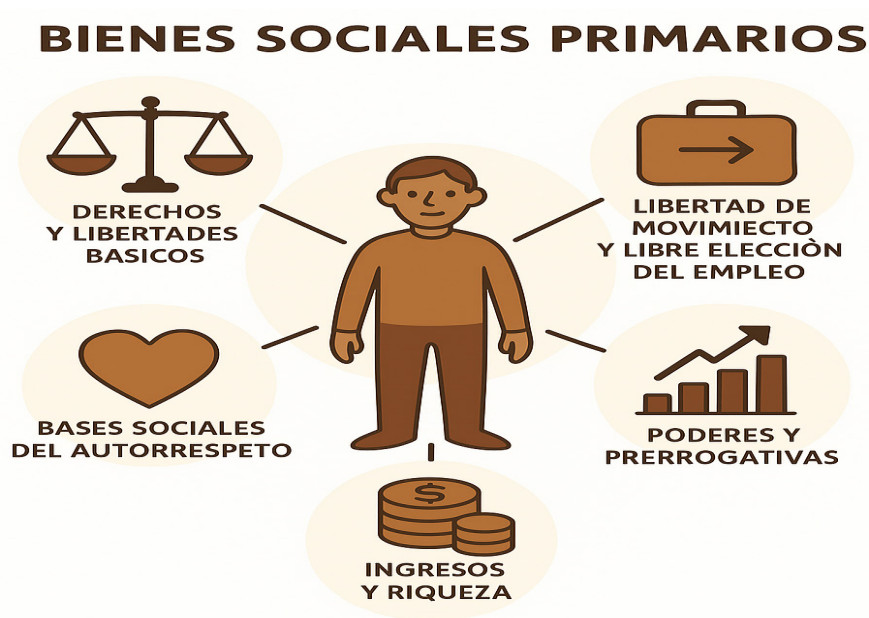 BIENES SOCIALES PRIMARIOS
DERECHOS
Y LIBERTADES
BASICOS
LIBERTAD DE
MOVIMIECTO
Y LIBRE ELECCIÒN
DEL EMPLEO
BASES SOCIALES
DEL AUTORRESPETO
PODERES Y
PRERROGATIVAS
$
INGRESOS
Y RIQUEZA